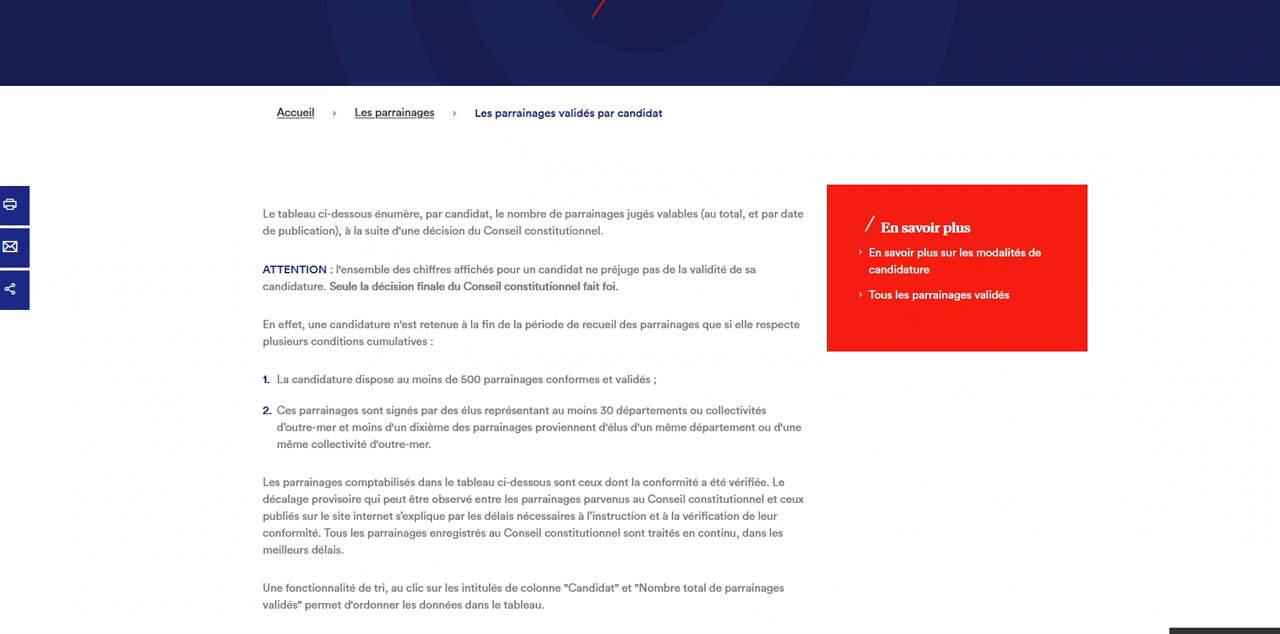 Accueil › Les parrainages › Les parrainages validés par candidat
Le tableau ci-dessous énumère, par candidat, le nombre de parrainages jugés valables (au total, et par date
de publication), à la suite d'une décision du Conseil constitutionnel.
ATTENTION : l'ensemble des chiffres affichés pour un candidat ne préjuge pas de la validité de sa
candidature. Seule la décision finale du Conseil constitutionnel fait foi.
En effet, une candidature n'est retenue à la fin de la période de recueil des parrainages que si elle respecte
plusieurs conditions cumulatives :
1. La candidature dispose au moins de 500 parrainages conformes et validés ;
2. Ces parrainages sont signés par des élus représentant au moins 30 départements ou collectivités
d’outre-mer et moins d'un dixième des parrainages proviennent d'élus d'un même département ou d'une
même collectivité d'outre-mer.
Les parrainages comptabilisés dans le tableau ci-dessous sont ceux dont la conformité a été vérifiée. Le
décalage provisoire qui peut être observé entre les parrainages parvenus au Conseil constitutionnel et ceux
publiés sur le site internet s’explique par les délais nécessaires à l’instruction et à la vérification de leur
conformité. Tous les parrainages enregistrés au Conseil constitutionnel sont traités en continu, dans les
meilleurs délais.
Une fonctionnalité de tri, au clic sur les intitulés de colonne "Candidat" et "Nombre total de parrainages
validés" permet d'ordonner les données dans le tableau.
/ En savoir plus
› En savoir plus sur les modalités de
candidature
› Tous les parrainages validés